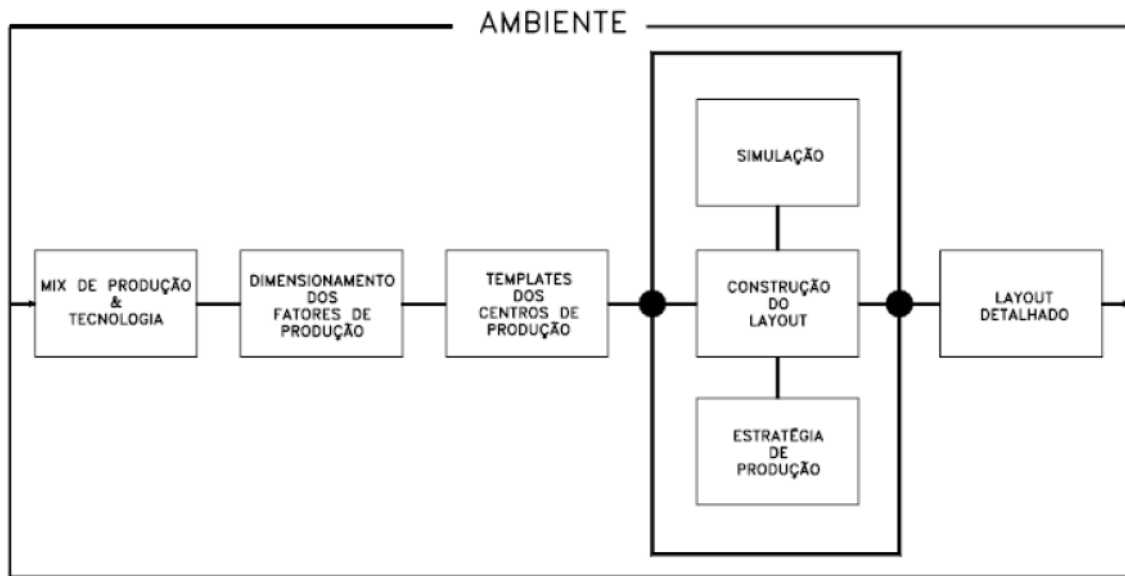 AMBIENTE
MIX DE PRODUÇÃO
&
TECNOLOGIA
DIMENSIONAMENTO
DOS
FATORES DE
PRODUÇÃO
TEMPLATES
DOS
CENTROS DE
PRODUÇÃO
SIMULAÇÃO
CONSTRUÇÃO
DO
LAYOUT
ESTRATÉGIA
DE
PRODUÇÃO
LAYOUT
DETALHADO